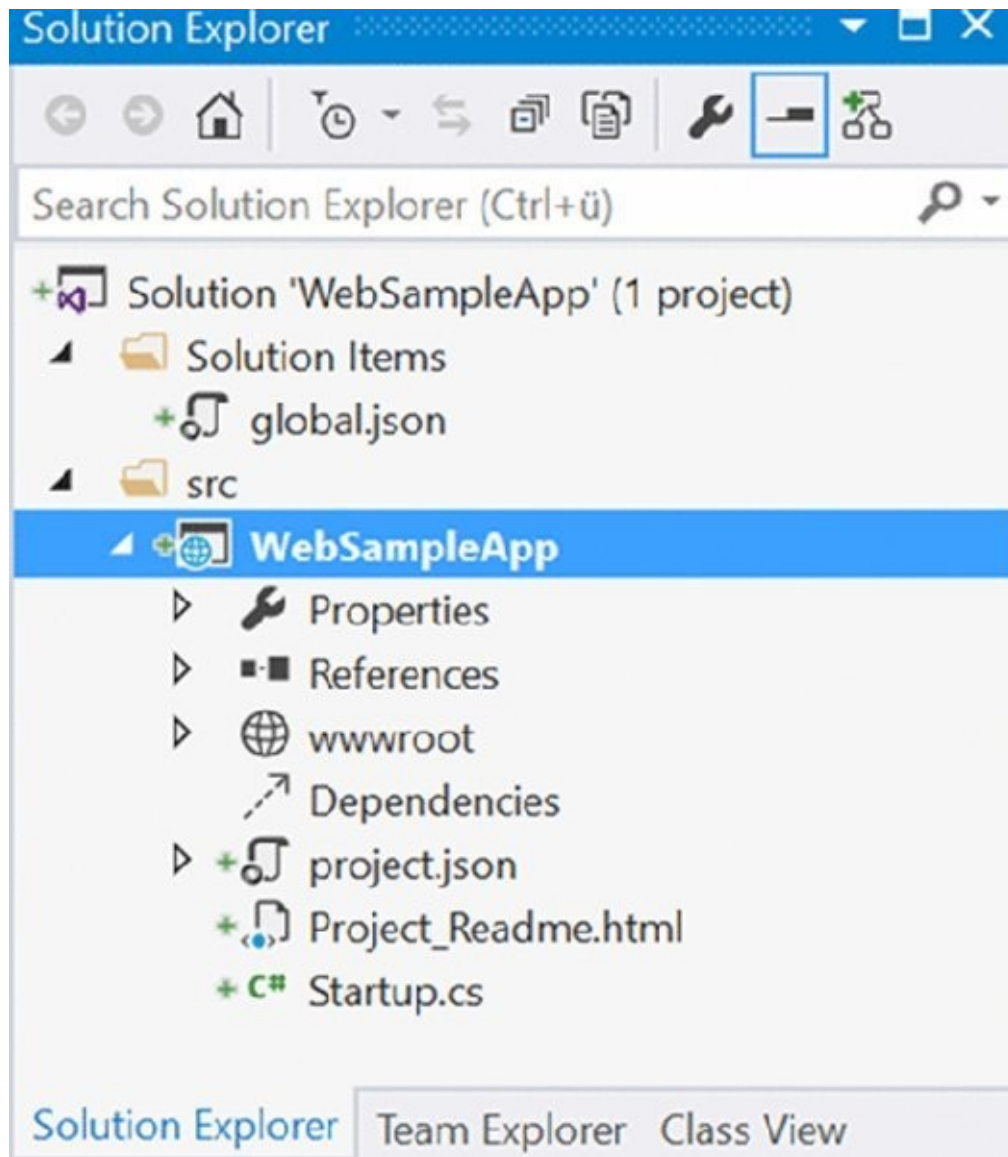 Solution Explorer
Search Solution Explorer (Ctrl+ü)
Solution 'WebSampleApp' (1 project)
Solution Items
global.json
src
WebSampleApp
Properties
References
wwwroot
Dependencies
project.json
Project_Readme.html
C# Startup.cs
Solution Explorer Team Explorer Class View